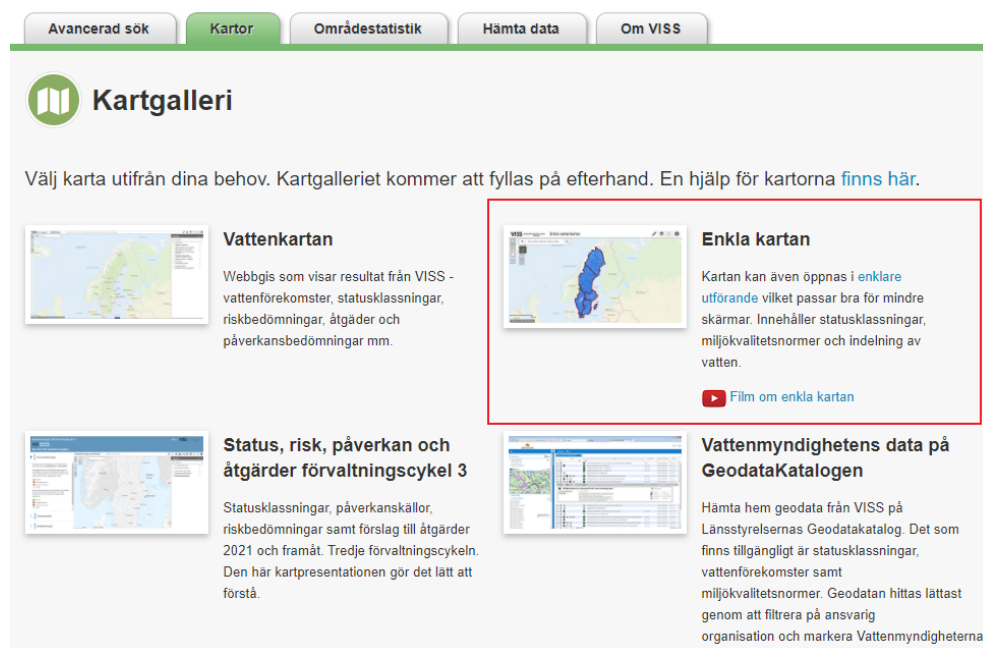 Avancerad sök
Kartor
Områdestatistik
Hämta data
Om VISS
Kartgalleri
Välj karta utifrån dina behov. Kartgalleriet kommer att fyllas på efterhand. En hjälp för kartorna finns här.
Vattenkartan
Webbgis som visar resultat från VISS -
vattenförekomster, statusklassningar,
riskbedömningar, åtgäder och
påverkansbedömningar mm.
Enkla kartan
Kartan kan även öppnas i enklare
utförande vilket passar bra för mindre
skärmar. Innehåller statusklassningar,
miljökvalitetsnormer och indelning av
vatten.
Film om enkla kartan
Status, risk, påverkan och
åtgärder förvaltningscykel 3
Statusklassningar, påverkanskällor,
riskbedömningar samt förslag till åtgärder
2021 och framåt. Tredje förvaltningscykeln.
Den här kartpresentationen gör det lätt att
förstå.
Vattenmyndighetens data på
GeodataKatalogen
Hämta hem geodata från VISS på
Länsstyrelsernas Geodatakatalog. Det som
finns tillgängligt är statusklassningar,
vattenförekomster samt
miljökvalitetsnormer. Geodatan hittas lättast
genom att filtrera på ansvarig
organisation och markera Vattenmyndigheterna